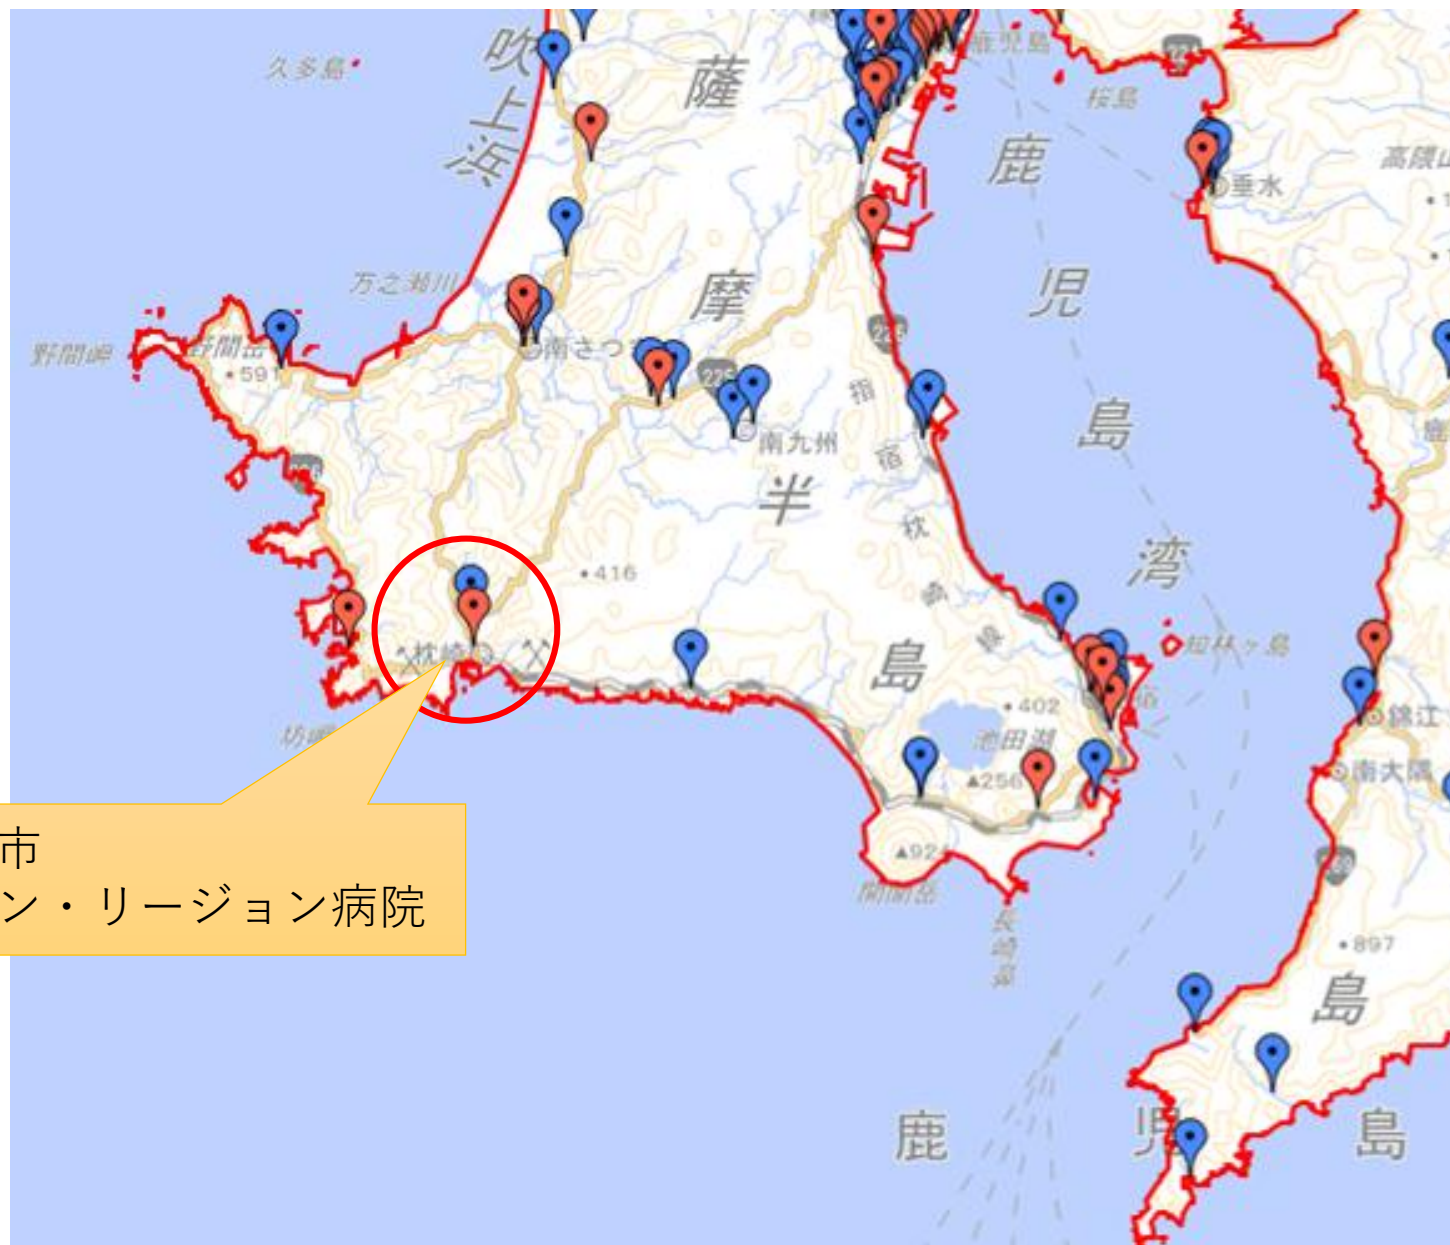 久多島
吹上浜
薩
鹿児島
224
桜島
鹿
高隈山
垂水
万之瀬川
摩
児
野間岬
野間岳
591
南さつ
225
指
島
南九州
宿
半
枕
湾
416
崎
線
知林ヶ島
枕崎
島
402
池田湖
錦江
256
南大隅
坊岬
市
924
ン・リージョン病院
開聞岳
長崎鼻
897
島
鹿
児
島